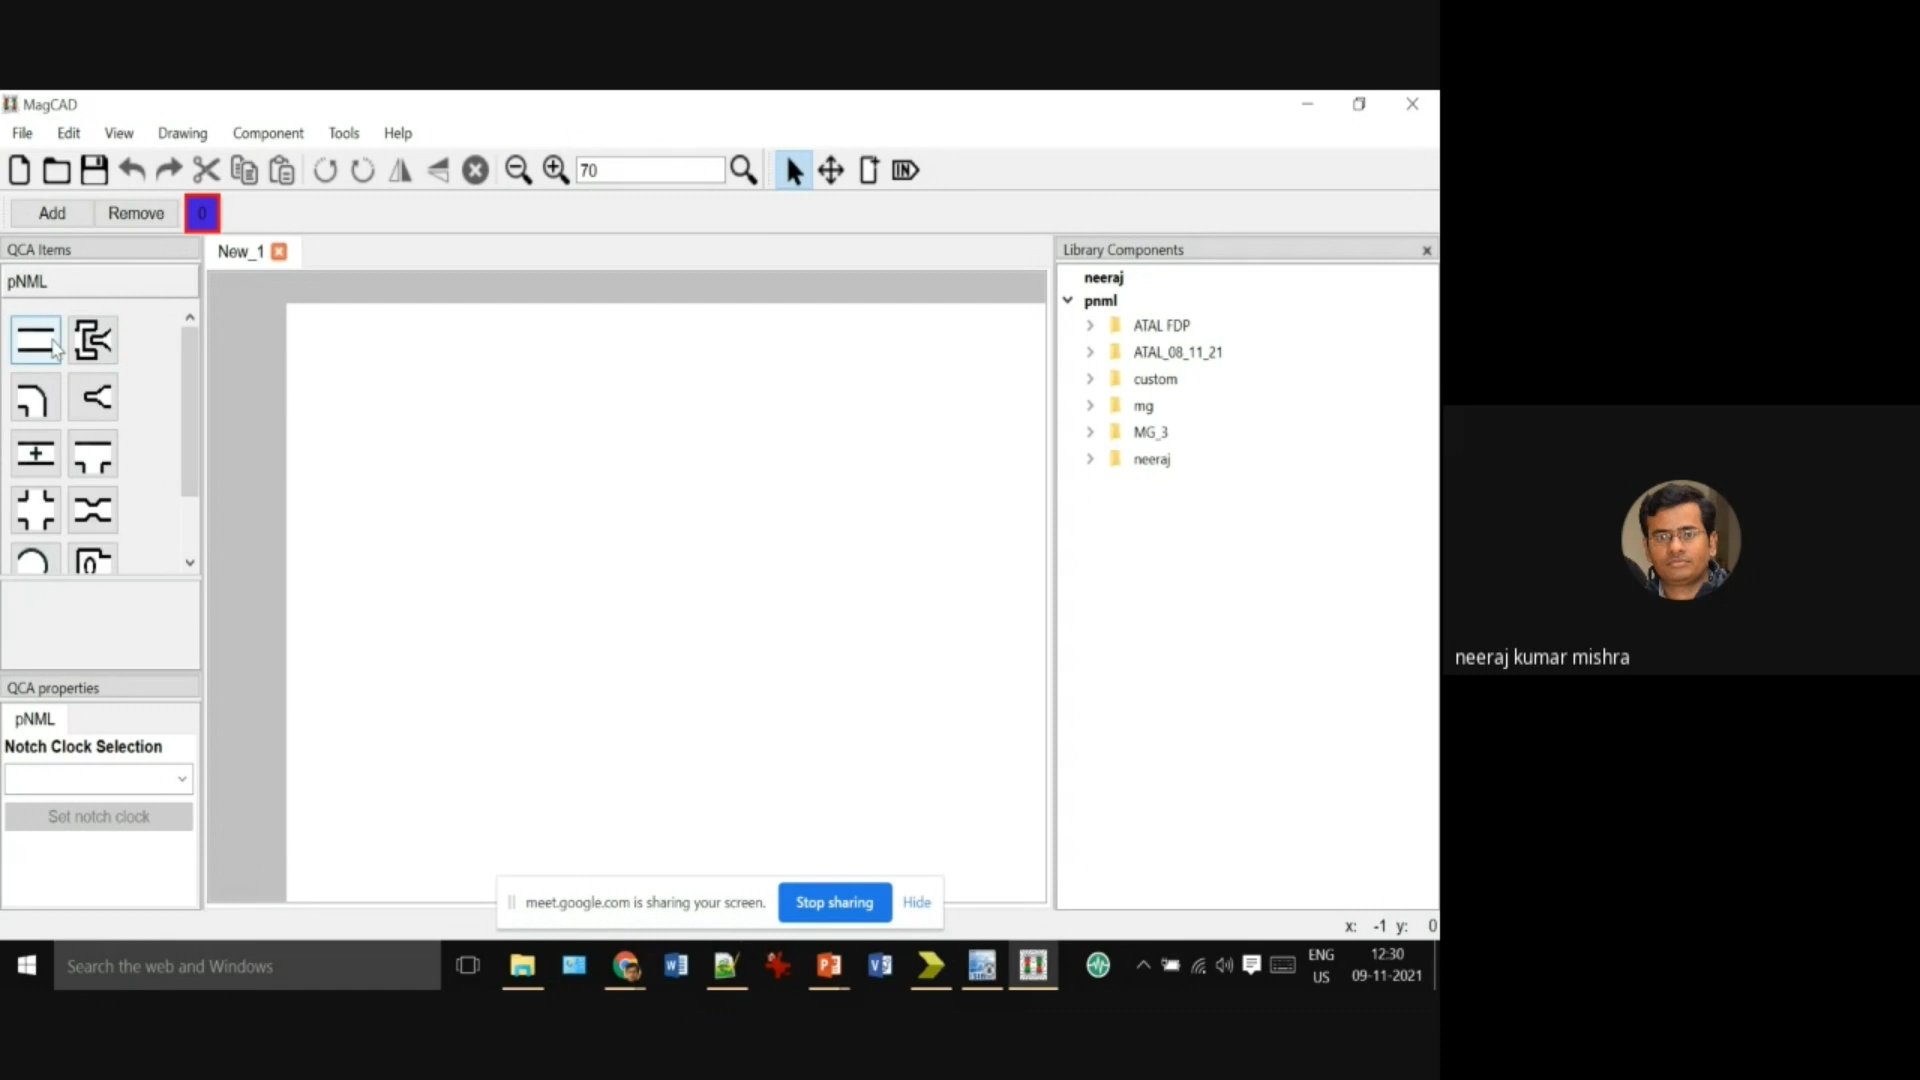 MagCAD
File Edit View Drawing Component Tools Help
70
IN
Add Remove 0
QCA Items
pNML
New_1
Library Components
neeraj
pnml
ATAL FDP
ATAL_08_11_21
custom
mg
MG_3
neeraj
QCA properties
pNML
Notch Clock Selection
Set notch clock
meet.google.com is sharing your screen. Stop sharing Hide
x: -1 y: 0
Search the web and Windows
ENG
US
12:30
09-11-2021
neeraj kumar mishra